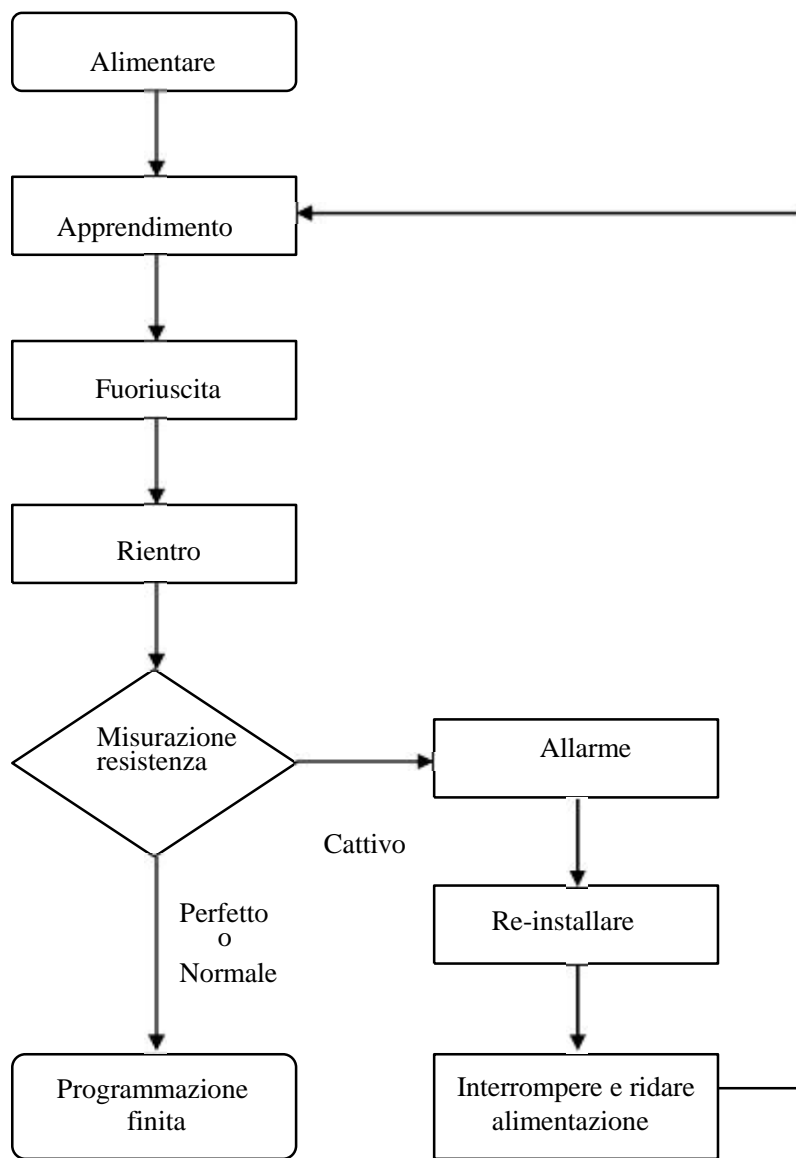 Alimentare
Apprendimento
Fuoriuscita
Rientro
Misurazione
resistenza
Allarme
Cattivo
Perfetto
o
Normale
Re-installare
Programmazione
finita
Interrompere e ridare
alimentazione